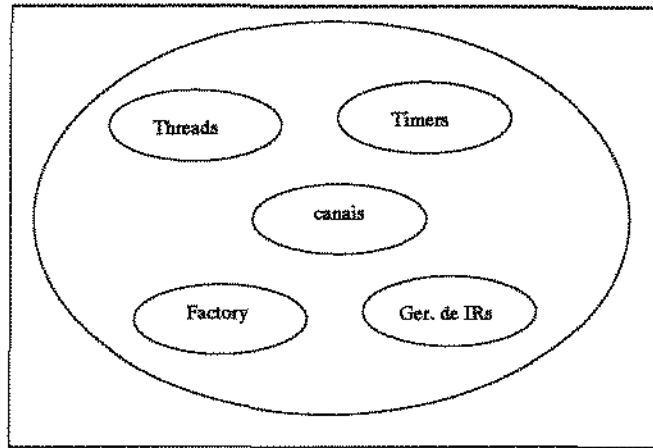 Threads
Timers
canais
Factory
Ger. de IRs